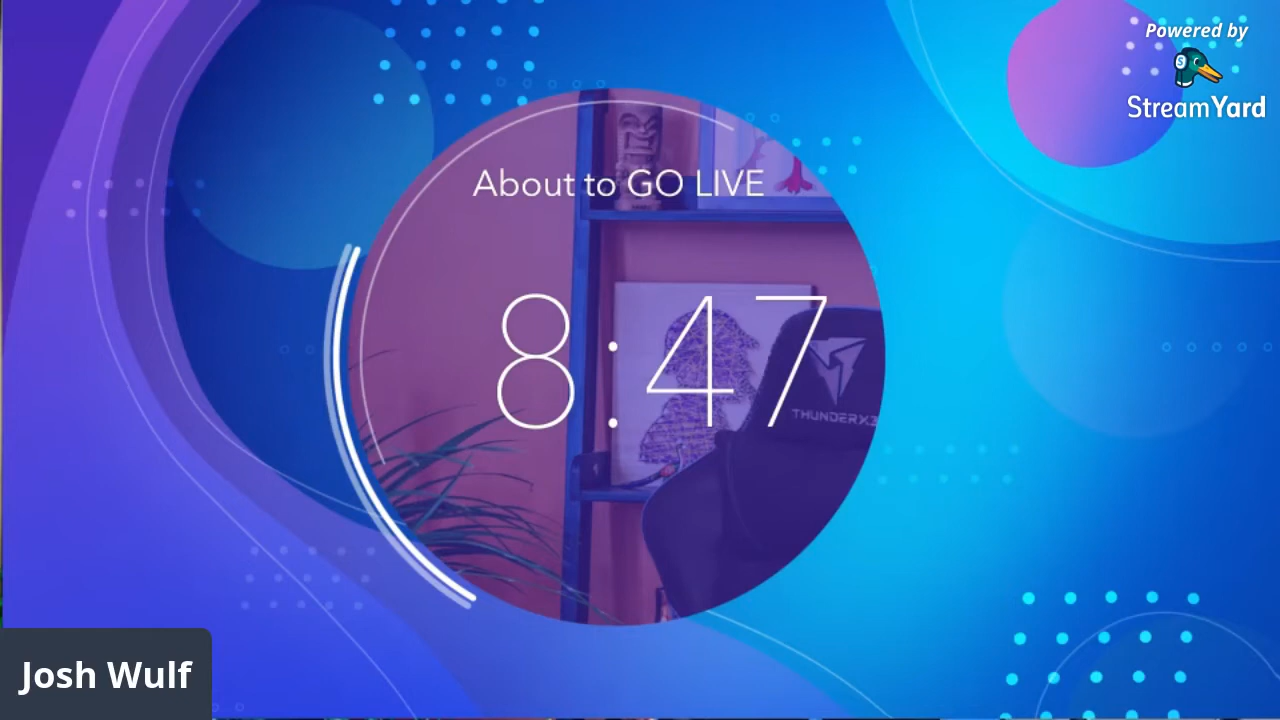 Powered by
StreamYard
About to GO LIVE
8:47
THUNDERX3
Josh Wulf